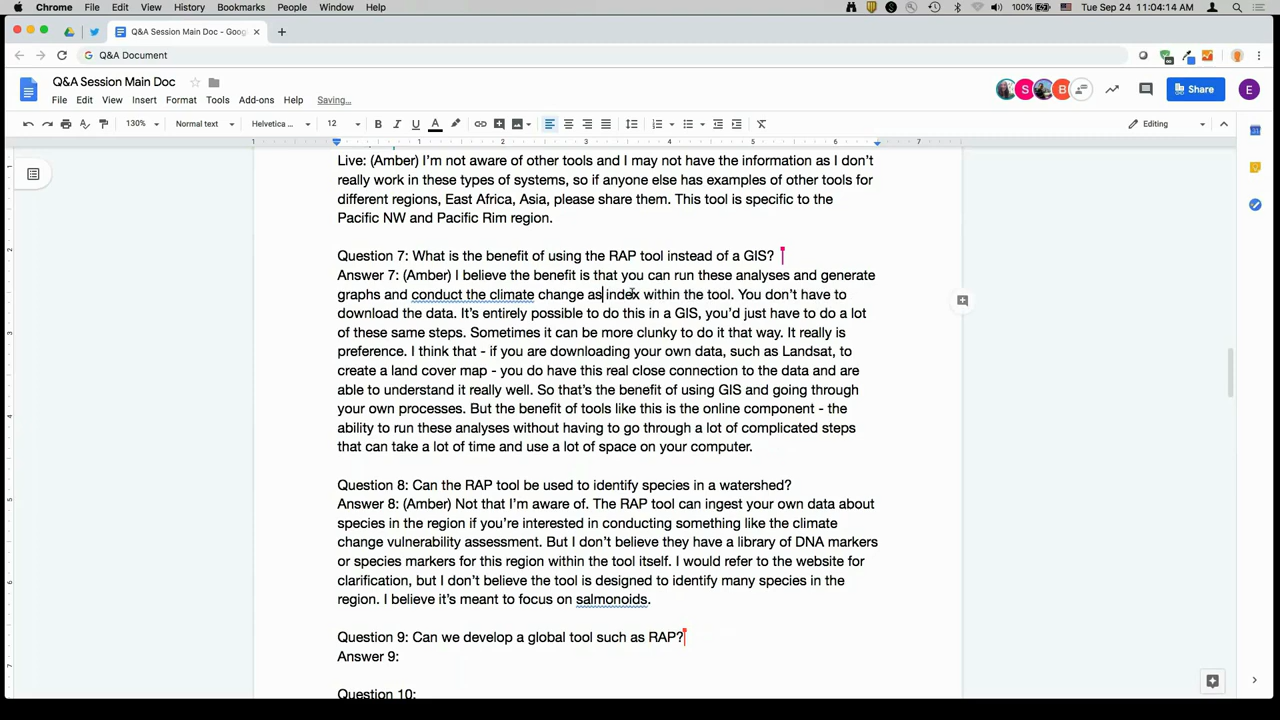 Chrome File Edit View History Bookmarks People Window Help 100% Tue Sep 24 11:04:14 AM
Q&A Session Main Doc - Goog
Q&A Document
Q&A Session Main Doc
File Edit View Insert Format Tools Add-ons Help Saving...
S B Share E
130% Normal text Helvetica ... 12 B I U A Editing
1 1 2 3 4 5 6 7
Live: (Amber) I'm not aware of other tools and I may not have the information as I don't
really work in these types of systems, so if anyone else has examples of other tools for
different regions, East Africa, Asia, please share them. This tool is specific to the
Pacific NW and Pacific Rim region.
Question 7: What is the benefit of using the RAP tool instead of a GIS?
Answer 7: (Amber) I believe the benefit is that you can run these analyses and generate
graphs and conduct the climate change as index within the tool. You don't have to
download the data. It's entirely possible to do this in a GIS, you'd just have to do a lot
of these same steps. Sometimes it can be more clunky to do it that way. It really is
preference. I think that - if you are downloading your own data, such as Landsat, to
create a land cover map - you do have this real close connection to the data and are
able to understand it really well. So that's the benefit of using GIS and going through
your own processes. But the benefit of tools like this is the online component - the
ability to run these analyses without having to go through a lot of complicated steps
that can take a lot of time and use a lot of space on your computer.
Question 8: Can the RAP tool be used to identify species in a watershed?
Answer 8: (Amber) Not that I'm aware of. The RAP tool can ingest your own data about
species in the region if you're interested in conducting something like the climate
change vulnerability assessment. But I don't believe they have a library of DNA markers
or species markers for this region within the tool itself. I would refer to the website for
clarification, but I don't believe the tool is designed to identify many species in the
region. I believe it's meant to focus on salmonoids.
Question 9: Can we develop a global tool such as RAP?
Answer 9:
Question 10: